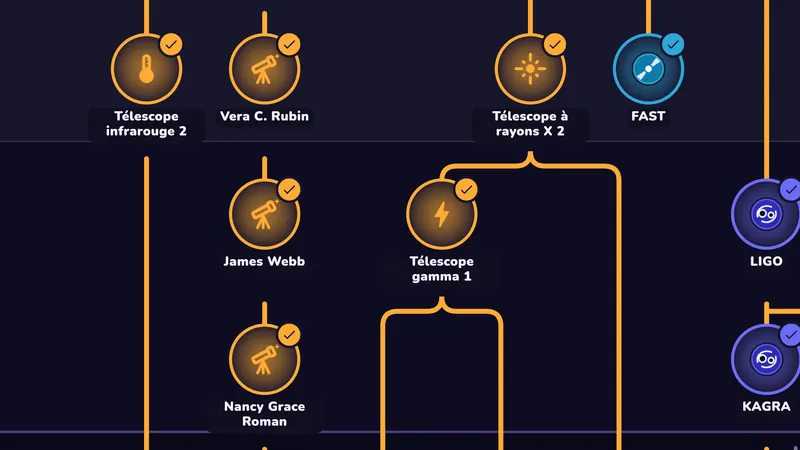 Télescope
infrarouge 2
Vera C. Rubin
Télescope à
rayons X 2
FAST
James Webb
Télescope
gamma 1
LIGO
Nancy Grace
Roman
KAGRA